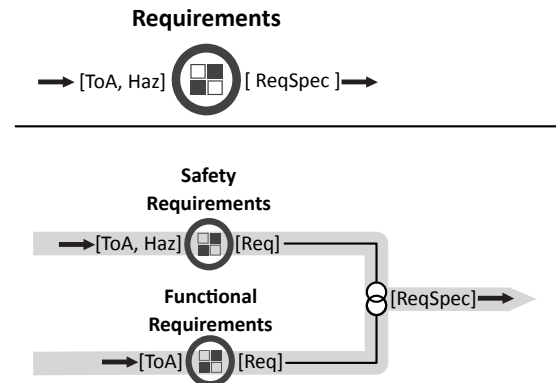 Requirements
[ToA, Haz] [ ReqSpec ]
Safety
Requirements
[ToA, Haz] [Req]
[ReqSpec]
Functional
Requirements
[ToA] [Req]